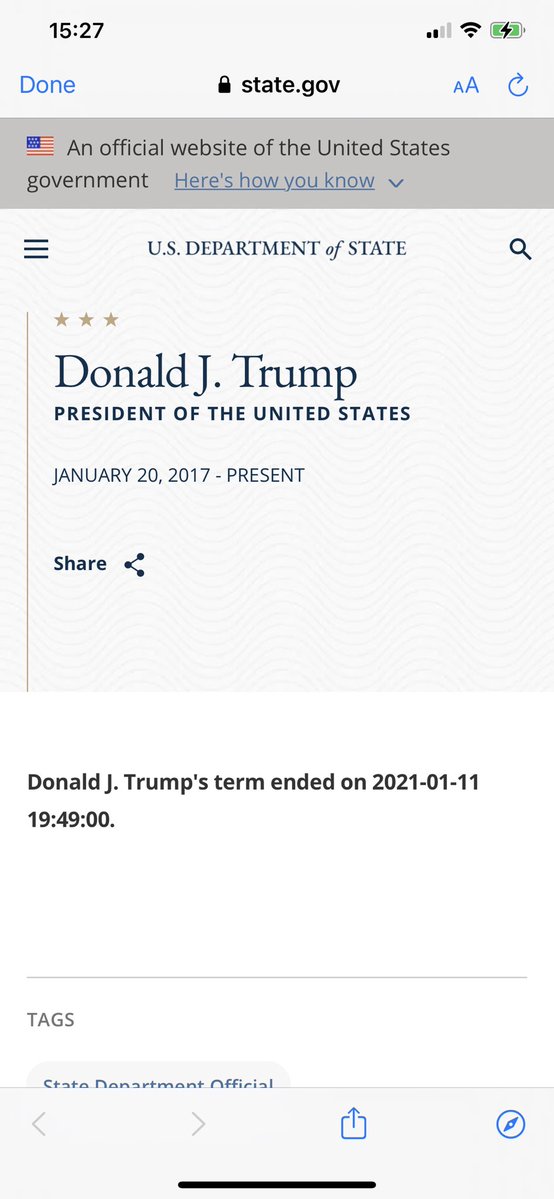 15:27
Done
state.gov
AA
An official website of the United States
government Here's how you know
U.S. DEPARTMENT of STATE
Donald J. Trump
PRESIDENT OF THE UNITED STATES
JANUARY 20, 2017 - PRESENT
Share
Donald J. Trump's term ended on 2021-01-11
19:49:00.
TAGS
State Department Official